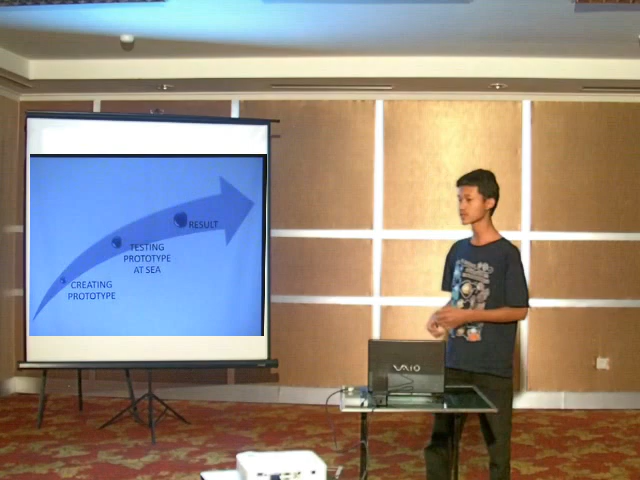 RESULT
TESTING
PROTOTYPE
AT SEA
CREATING
PROTOTYPE
VAIO